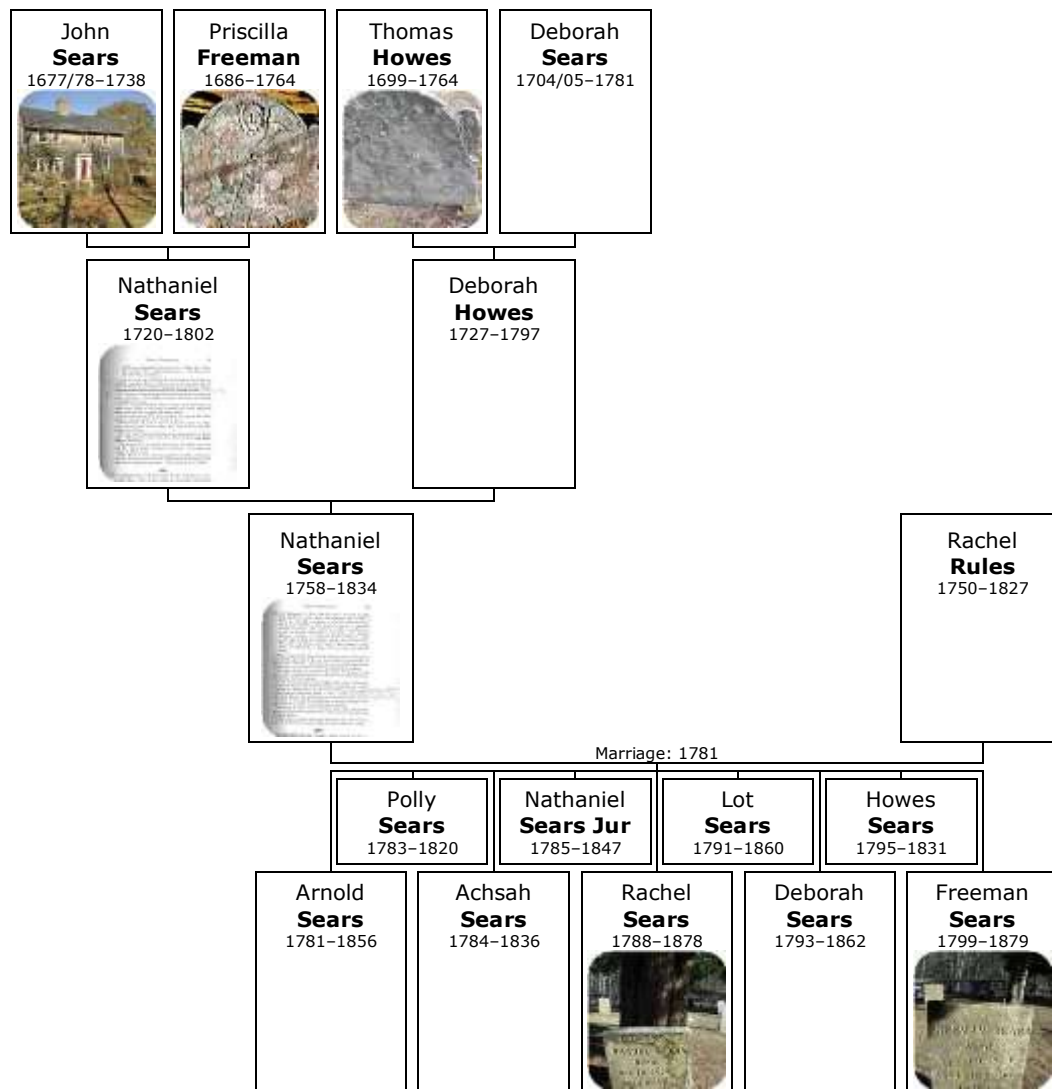 John
Sears
1677/78–1738
Priscilla
Freeman
1686–1764
Thomas
Howes
1699–1764
Deborah
Sears
1704/05–1781
Nathaniel
Sears
1720–1802
Deborah
Howes
1727–1797
Nathaniel
Sears
1758–1834
Rachel
Rules
1750–1827
Marriage: 1781
Polly
Sears
1783–1820
Nathaniel
Sears Jur
1785–1847
Lot
Sears
1791–1860
Howes
Sears
1795–1831
Arnold
Sears
1781–1856
Achsah
Sears
1784–1836
Rachel
Sears
1788–1878
Deborah
Sears
1793–1862
Freeman
Sears
1799–1879